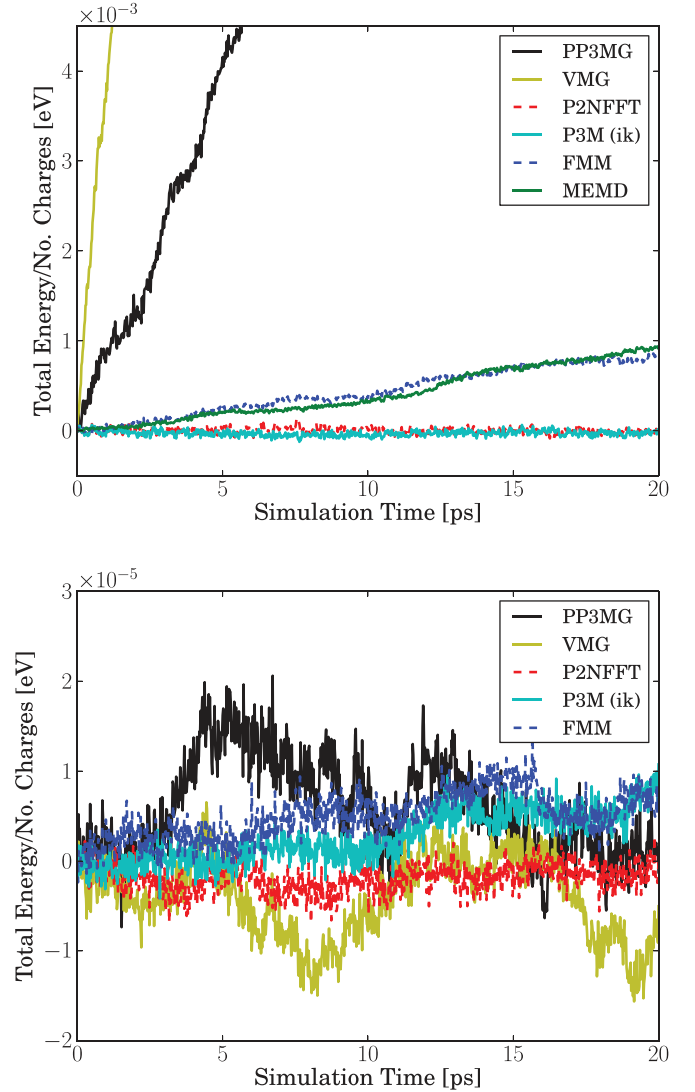 ×10⁻³
4
3
2
1
0
Total Energy/No. Charges [eV]
PP3MG
VMG
P2NFFT
P3M (ik)
FMM
MEMD
0 5 10 15 20
Simulation Time [ps]
×10⁻⁵
3
2
1
0
−1
−2
Total Energy/No. Charges [eV]
PP3MG
VMG
P2NFFT
P3M (ik)
FMM
0 5 10 15 20
Simulation Time [ps]